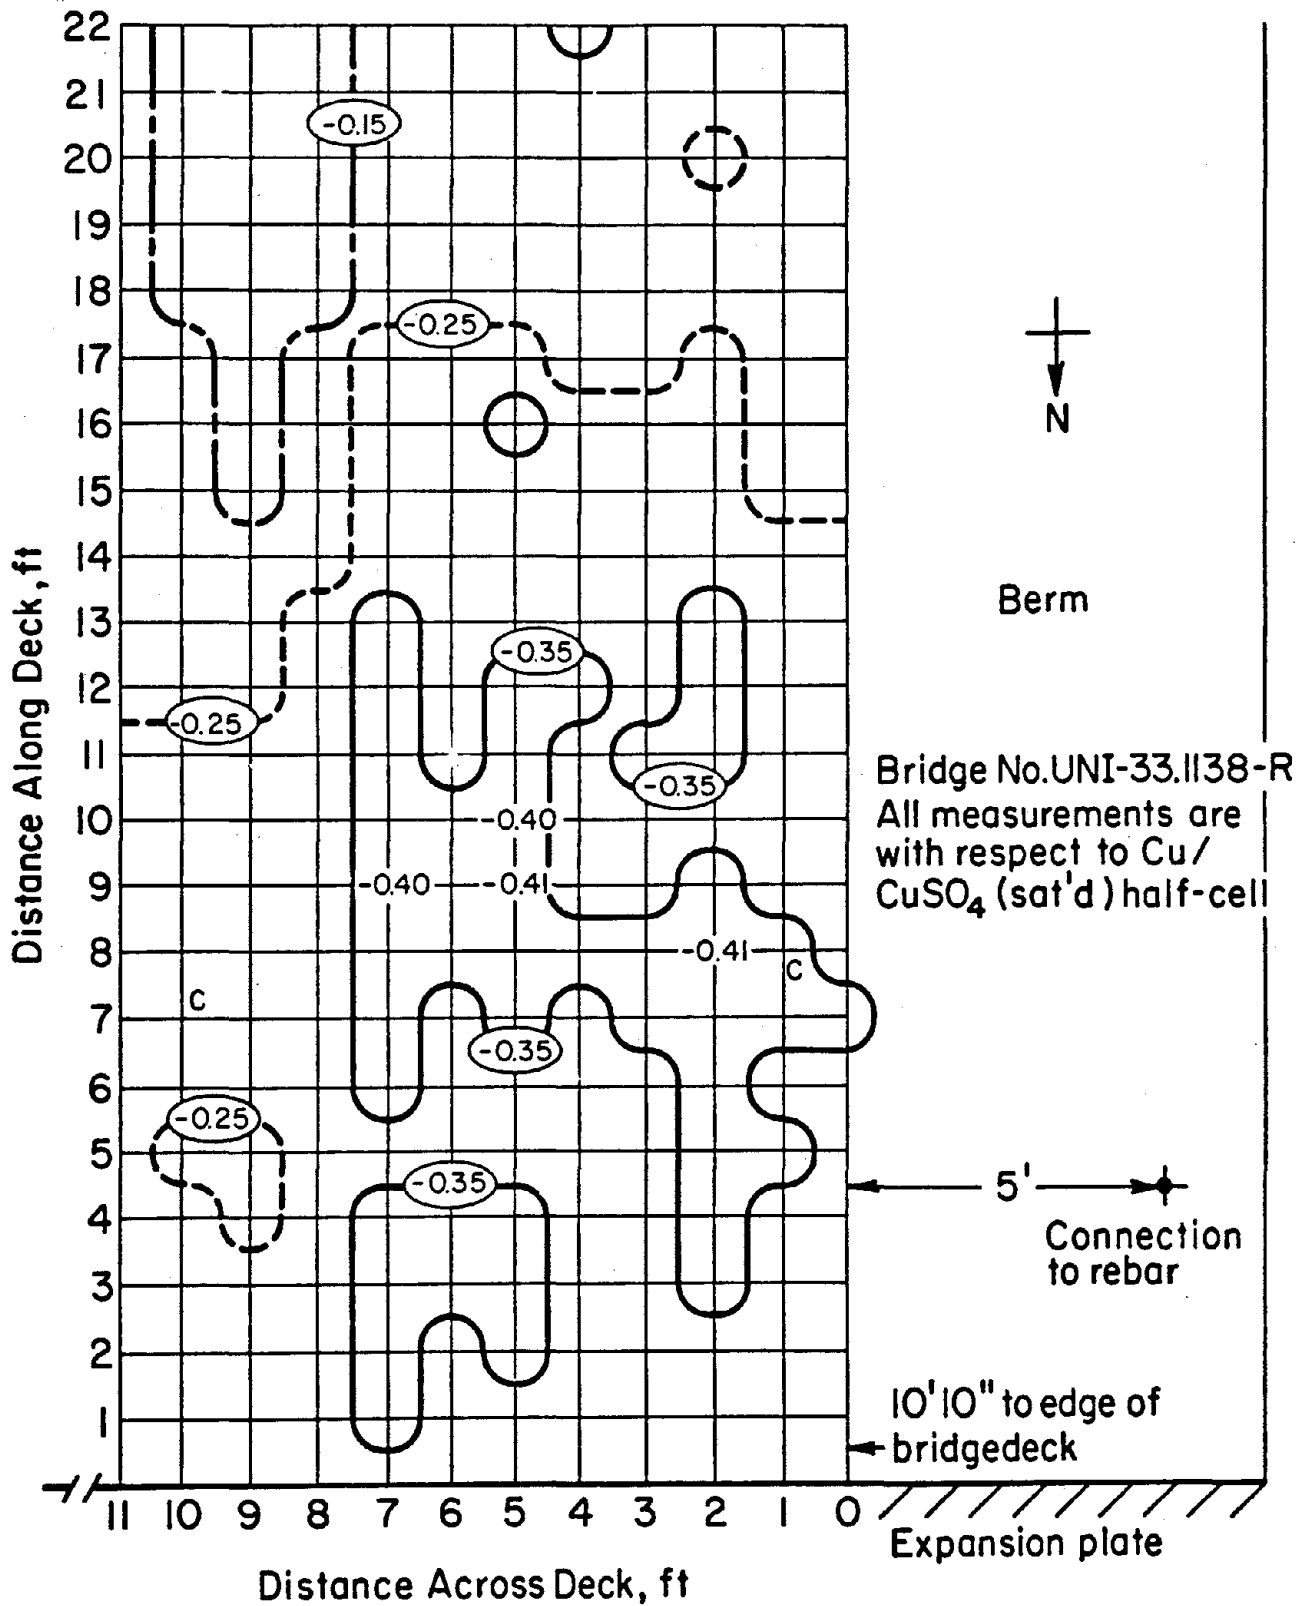 22
21
-0.15
20
19
18
-0.25
17
16
N
15
14
Berm
13
-0.35
12
-0.25
11
Bridge No.UNI-33.1138-R
-0.35
All measurements are
10
-0.40
with respect to Cu/
9
-0.40
-0.41
CuSO4 (sat'd) half-cell
8
-0.41
C
C
7
-0.35
6
-0.25
5
-0.35
5'
4
Connection
to rebar
3
2
1
10'10" to edge of
bridgedeck
11 10 9 8 7 6 5 4 3 2 1 0
Expansion plate
Distance Across Deck, ft
Distance Along Deck, ft